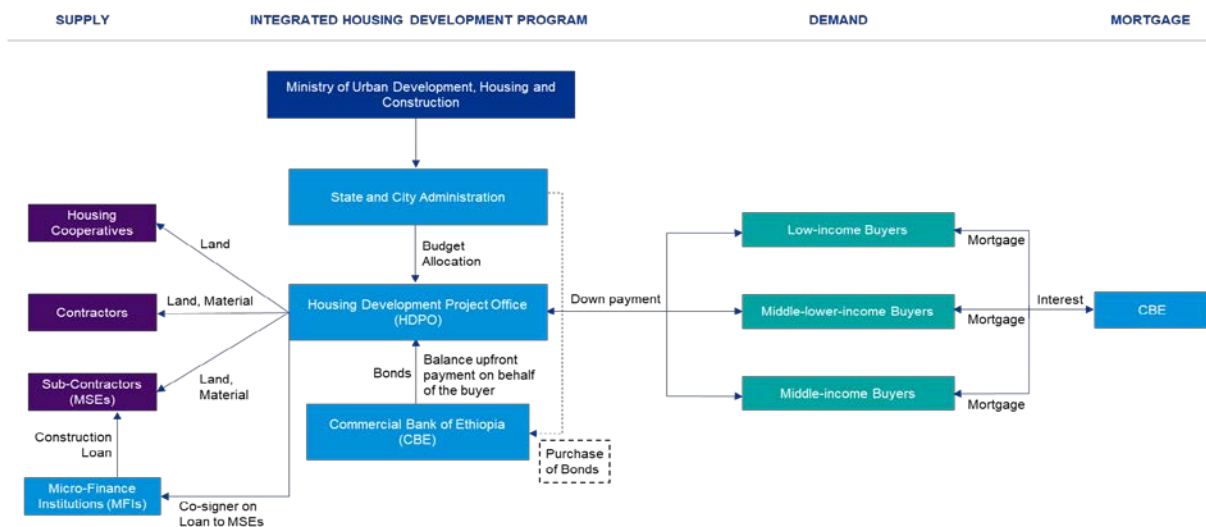 SUPPLY
INTEGRATED HOUSING DEVELOPMENT PROGRAM
DEMAND
MORTGAGE
Ministry of Urban Development, Housing and
Construction
State and City Administration
Housing
Cooperatives
Land
Budget
Allocation
Low-income Buyers
Mortgage
Contractors
Land, Material
Housing Development Project Office
(HDPO)
Down payment
Middle-lower-income Buyers
Mortgage
Interest
CBE
Sub-Contractors
(MSEs)
Land,
Material
Bonds
Balance upfront
payment on behalf
of the buyer
Middle-income Buyers
Mortgage
Construction
Loan
Commercial Bank of Ethiopia
(CBE)
Purchase
of Bonds
Micro-Finance
Institutions (MFIs)
Co-signer on
Loan to MSEs